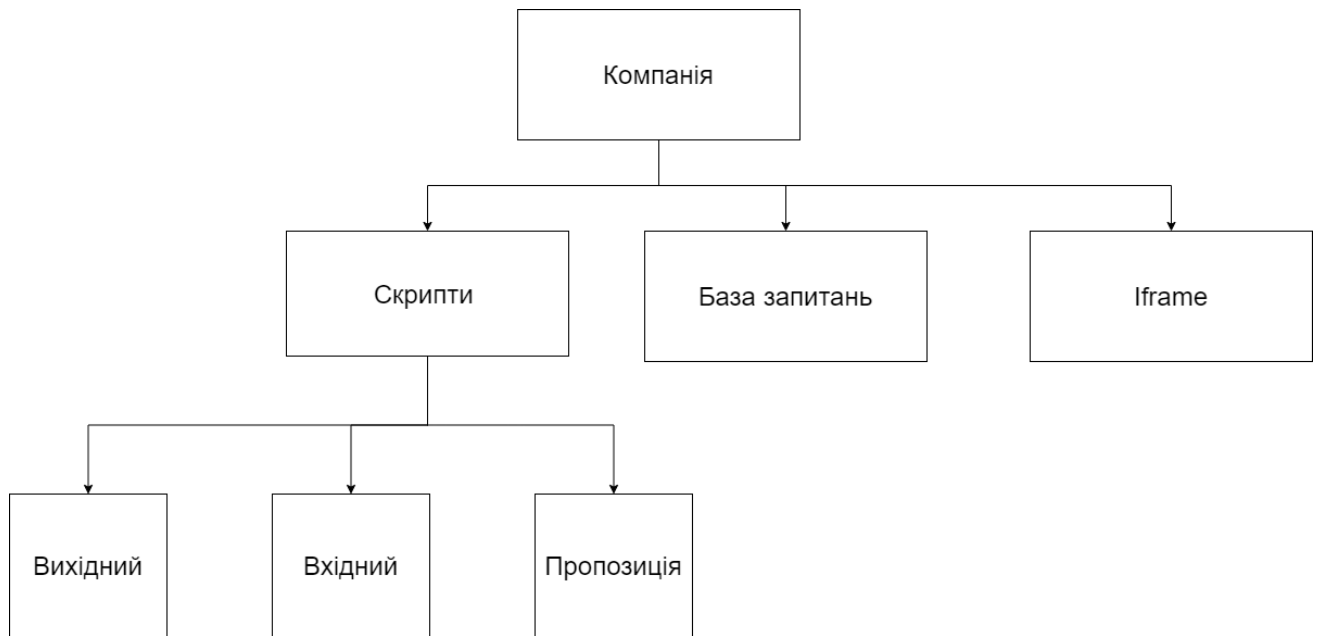 Компанія
Скрипти
База запитань
Iframe
Вихідний
Вхідний
Пропозиція